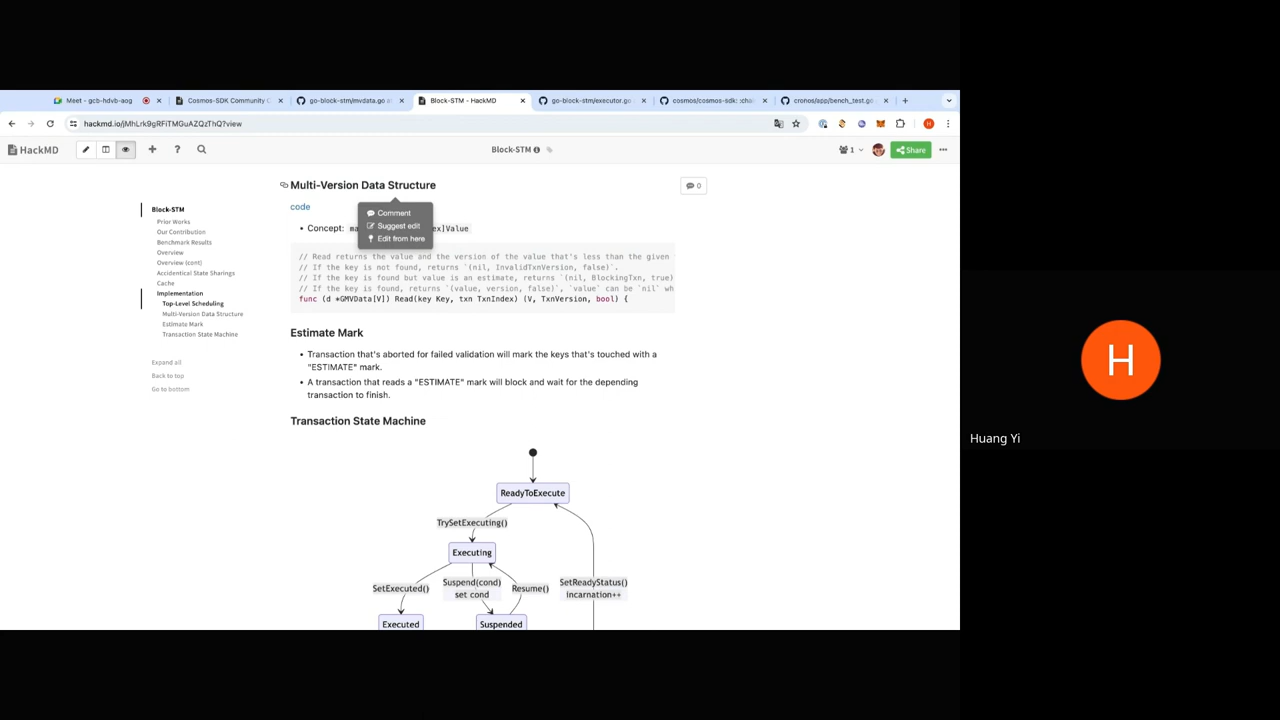 Meet - gcb-hdvb-aog
Cosmos-SDK Community C
go-block-stm/mvdata.go a
Block-STM - HackMD
go-block-stm/executor.go
cosmos/cosmos-sdk: :chai
cronos/app/bench_test.go
hackmd.io/jMhLrk9gRFiTMGuAZQzThQ?view
HackMD
Block-STM
1
Share
Block-STM
Prior Works
Our Contribution
Benchmark Results
Overview
Overview (cont)
Accidentical State Sharings
Cache
Implementation
Top-Level Scheduling
Multi-Version Data Structure
Estimate Mark
Transaction State Machine
Expand all
Back to top
Go to bottom
Multi-Version Data Structure
0
code
Comment
Suggest edit
Edit from here
• Concept: ex]Value
// Read returns the value and the version of the value that's less than the given
// If the key is not found, returns `(nil, InvalidTxnVersion, false)`.
// If the key is found but value is an estimate, returns `(nil, BlockingTxn, true)
// If the key is found, returns `(value, version, false)`, `value` can be `nil` wh
func (d *GMVData[V]) Read(key Key, txn TxnIndex) (V, TxnVersion, bool) {
Estimate Mark
• Transaction that's aborted for failed validation will mark the keys that's touched with a
"ESTIMATE" mark.
• A transaction that reads a "ESTIMATE" mark will block and wait for the depending
transaction to finish.
Transaction State Machine
ReadyToExecute
TrySetExecuting()
Executing
SetExecuted()
Suspend(cond)
set cond
Resume()
SetReadyStatus()
incarnation++
Executed
Suspended
H
H
Huang Yi